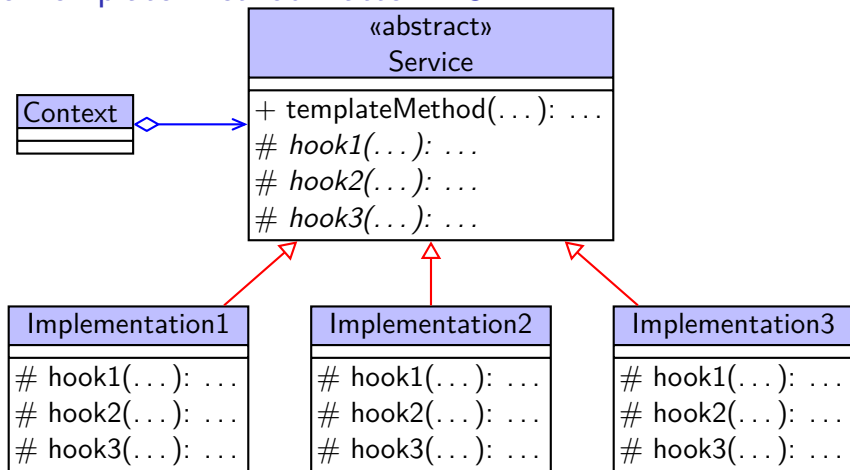 «abstract»
Service
Context
+ templateMethod(...): ...
# hook1(...): ...
# hook2(...): ...
# hook3(...): ...
Implementation1
# hook1(...): ...
# hook2(...): ...
# hook3(...): ...
Implementation2
# hook1(...): ...
# hook2(...): ...
# hook3(...): ...
Implementation3
# hook1(...): ...
# hook2(...): ...
# hook3(...): ...